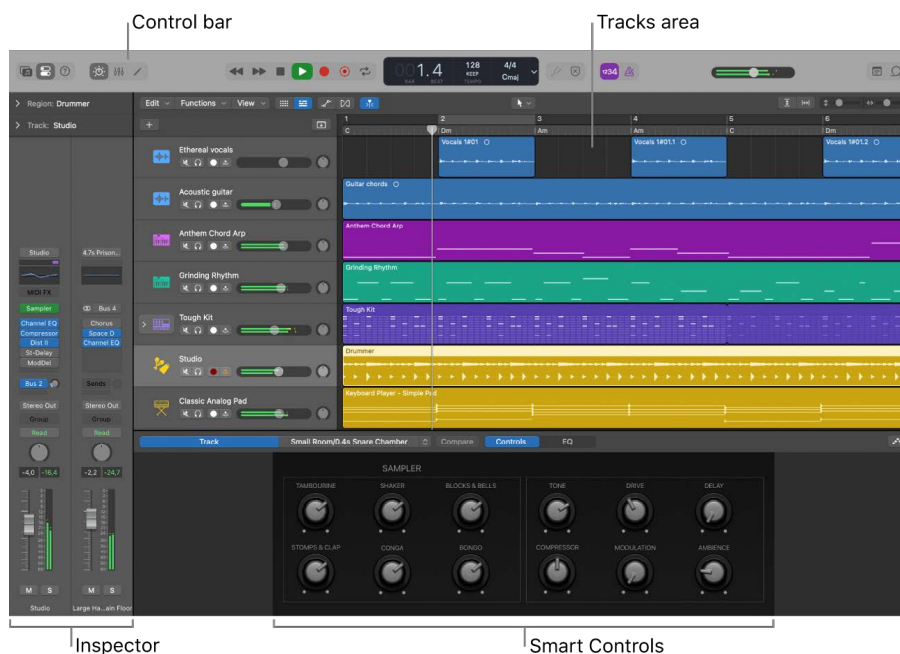 Control bar
Tracks area
001.4
BAR BEAT
128
KEEP
TEMPO
4/4
Cmaj
1234
Region: Drummer
Track: Studio
Edit
Functions
View
1 2 3 4 5 6
C Dm Am Am C Dm
Ethereal vocals
Vocals 1#01
Vocals 1#01.1
Vocals 1#01.2
Acoustic guitar
Guitar chords
Anthem Chord Arp
Anthem Chord Arp
Grinding Rhythm
Grinding Rhythm
Tough Kit
Tough Kit
Studio
Drummer
Classic Analog Pad
Keyboard Player - Simple Pad
Studio
4.7s Prison...
MIDI FX
Sampler
Bus 4
Channel EQ
Compressor
Dist II
St-Delay
ModDel
Chorus
Space D
Channel EQ
Bus 2
Sends
Stereo Out
Stereo Out
Group
Group
Read
Read
-4,0 -16,4
-2,2 -24,7
M S
M S
Studio
Large Ha...ain Floor
Track
Small Room/0.4s Snare Chamber
Compare
Controls
EQ
SAMPLER
TAMBOURINE SHAKER BLOCKS & BELLS TONE DRIVE DELAY
STOMPS & CLAP CONGA BONGO COMPRESSOR MODULATION AMBIENCE
Inspector
Smart Controls